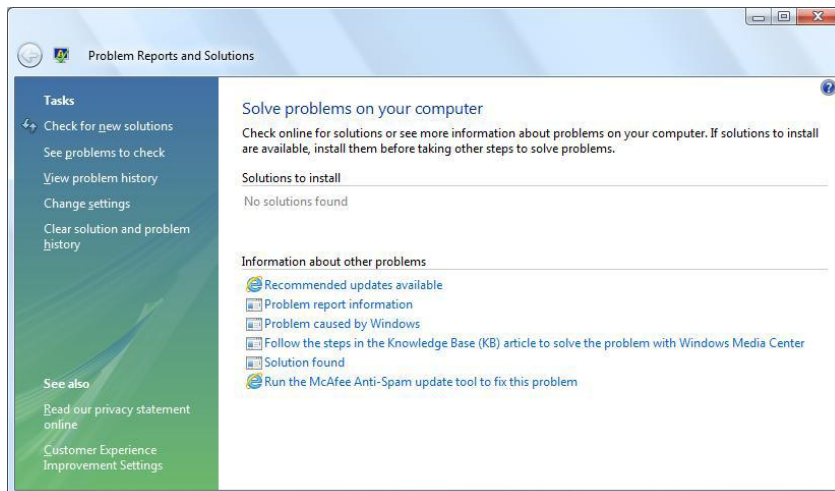 Problem Reports and Solutions
Tasks
Check for new solutions
See problems to check
View problem history
Change settings
Clear solution and problem
history
See also
Read our privacy statement
online
Customer Experience
Improvement Settings
Solve problems on your computer
Check online for solutions or see more information about problems on your computer. If solutions to install
are available, install them before taking other steps to solve problems.
Solutions to install
No solutions found
Information about other problems
Recommended updates available
Problem report information
Problem caused by Windows
Follow the steps in the Knowledge Base (KB) article to solve the problem with Windows Media Center
Solution found
Run the McAfee Anti-Spam update tool to fix this problem